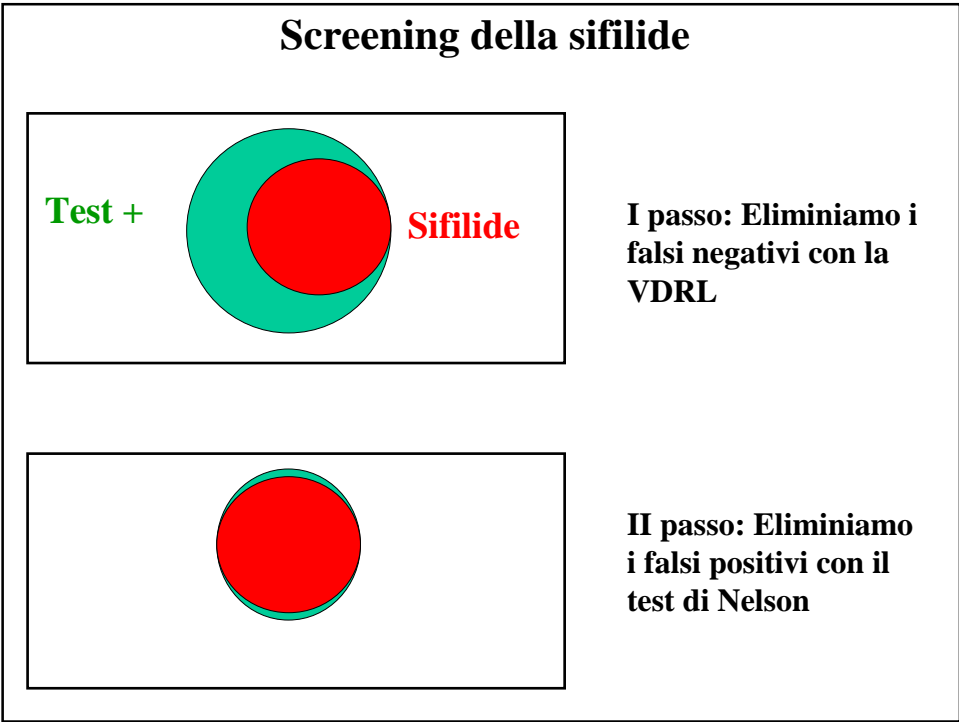 Screening della sifilide
Test +
Sifilide
I passo: Eliminiamo i
falsi negativi con la
VDRL
II passo: Eliminiamo
i falsi positivi con il
test di Nelson